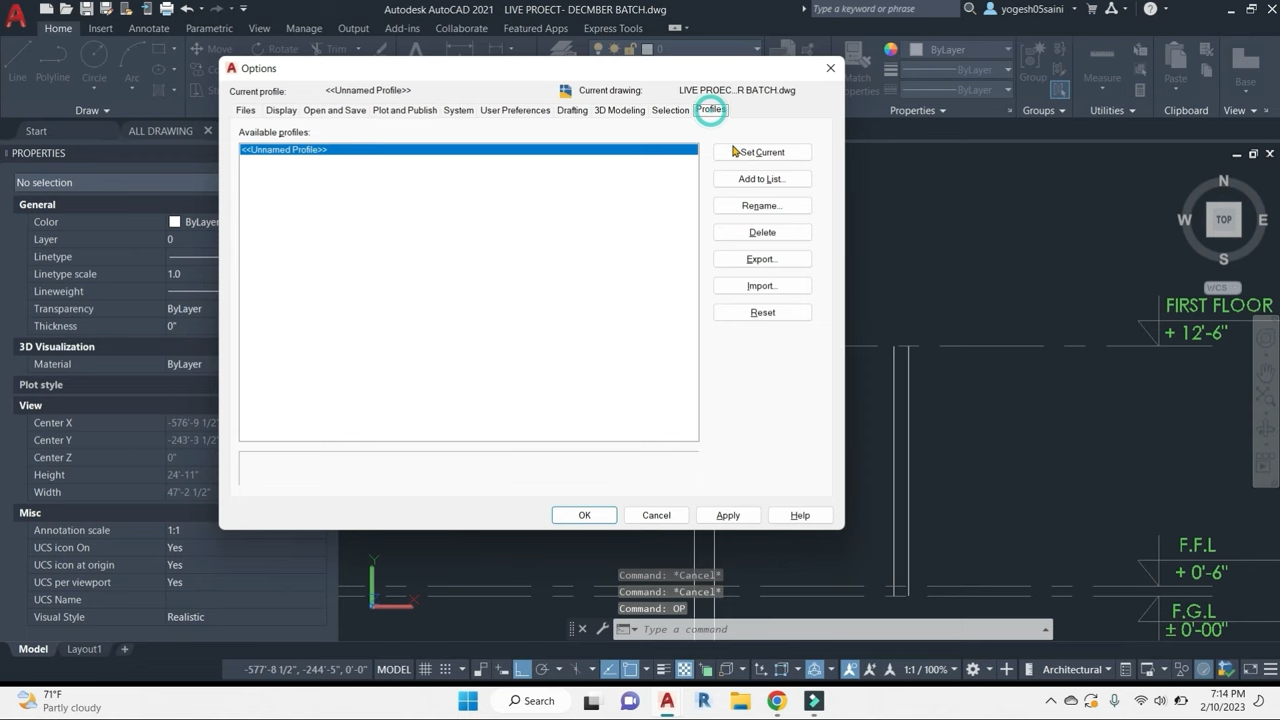 Autodesk AutoCAD 2021 LIVE PROECT- DECMBER BATCH.dwg
Type a keyword or phrase
yogesh05saini
Home Insert Annotate Parametric View Manage Output Add-ins Collaborate Featured Apps Express Tools
Line Polyline Circle Arc
Move Rotate Trim
0
Match
ByLayer
ByLayer
ByLayer
Group
Measure
Base
Draw
Properties
Groups
Utilities
Clipboard
View
Start
ALL DRAWING
Options
Current profile: <<Unnamed Profile>> Current drawing: LIVE PROEC...R BATCH.dwg
Files Display Open and Save Plot and Publish System User Preferences Drafting 3D Modeling Selection Profiles
Available profiles:
<<Unnamed Profile>>
Set Current
Add to List...
Rename...
Delete
Export...
Import...
Reset
OK Cancel Apply Help
PROPERTIES
No selection
General
Color ByLayer
Layer 0
Linetype
Linetype scale 1.0
Lineweight
Transparency ByLayer
Thickness 0"
3D Visualization
Material ByLayer
Plot style
View
Center X -576'-9 1/2"
Center Y -243'-3 1/2"
Center Z 0"
Height 24'-11"
Width 47'-2 1/2"
Misc
Annotation scale 1:1
UCS icon On Yes
UCS icon at origin Yes
UCS per viewport Yes
UCS Name
Visual Style Realistic
N
W TOP E
S
WCS
FIRST FLOOR
+ 12'-6"
F.F.L
+ 0'-6"
F.G.L
± 0'-00"
Y
X
Command: *Cancel*
Command: *Cancel*
Command: OP
Type a command
Model Layout1 +
-577'-8 1/2", -244'-5", 0'-0" MODEL
1:1 / 100%
Architectural
71°F
Partly cloudy
Search
7:14 PM
2/10/2023